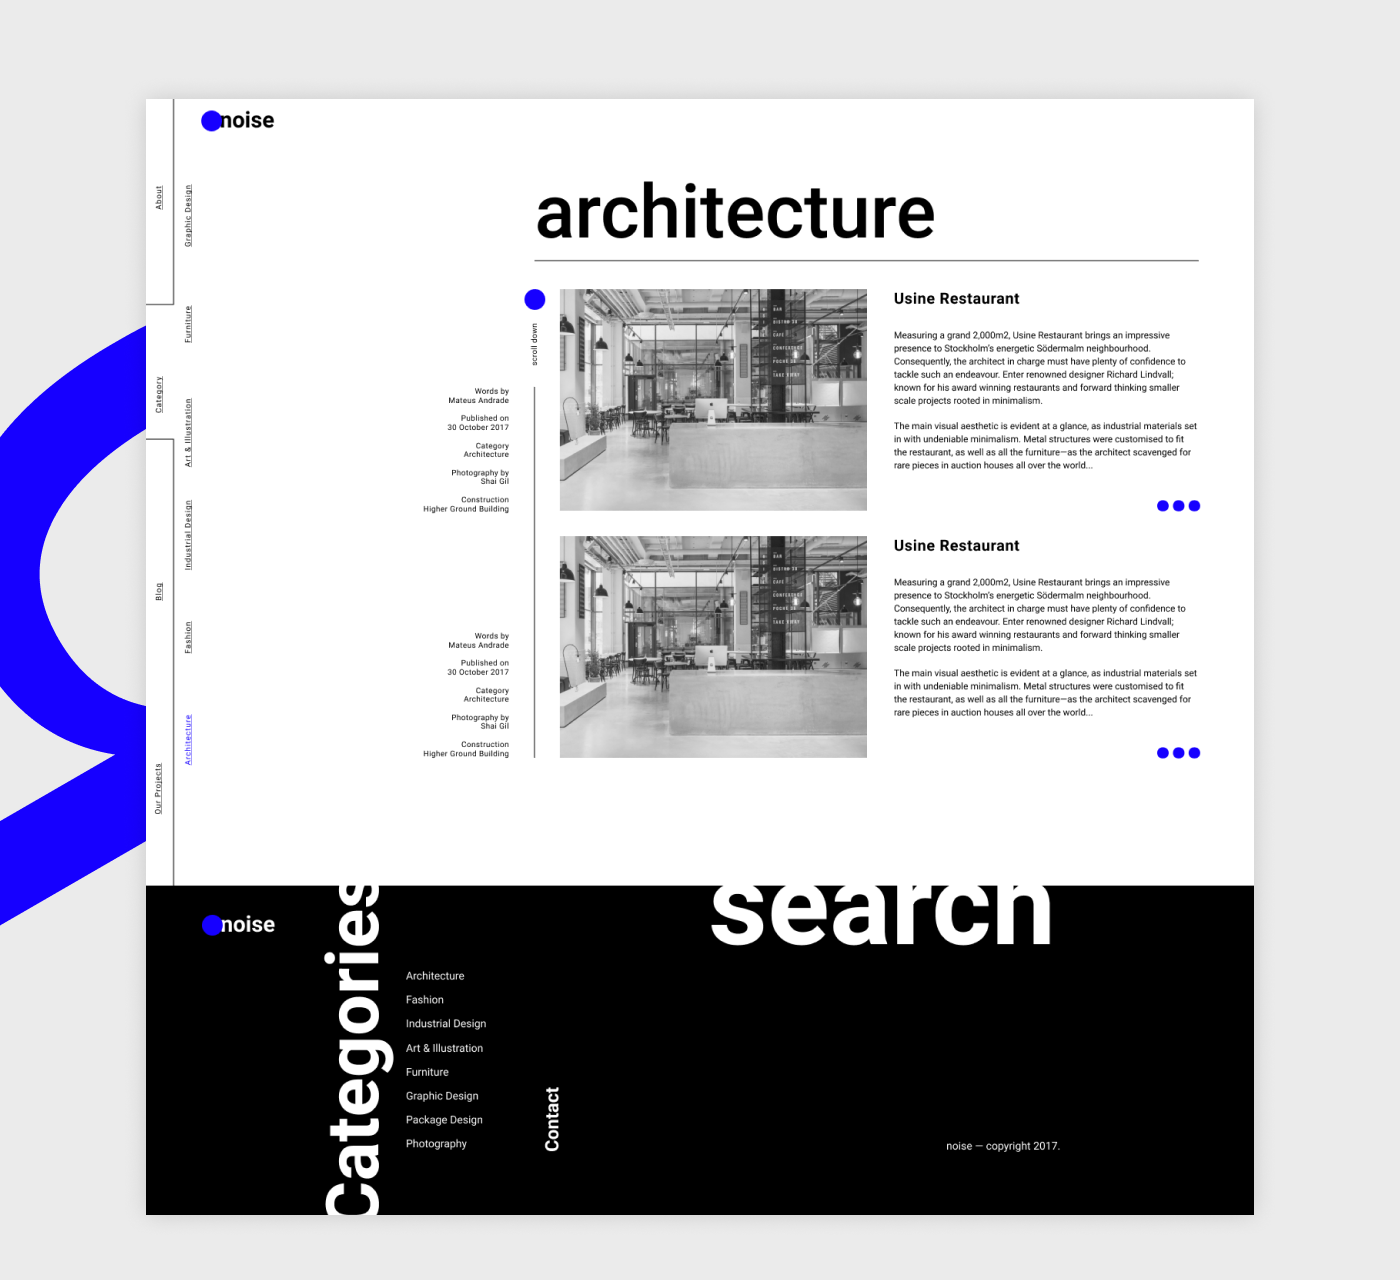 noise
About
Category
Blog
Our Projects
Graphic Design
Furniture
Art & Illustration
Industrial Design
Fashion
Architecture
architecture
scroll down
Words by
Mateus Andrade
Published on
30 October 2017
Category
Architecture
Photography by
Shai Gil
Construction
Higher Ground Building
BAR
BISTRO 38
CAFE
CONFERENCE
TAKE AWAY
Usine Restaurant
Measuring a grand 2,000m2, Usine Restaurant brings an impressive
presence to Stockholm's energetic Södermalm neighbourhood.
Consequently, the architect in charge must have plenty of confidence to
tackle such an endeavour. Enter renowned designer Richard Lindvall;
known for his award winning restaurants and forward thinking smaller
scale projects rooted in minimalism.
The main visual aesthetic is evident at a glance, as industrial materials set
in with undeniable minimalism. Metal structures were customised to fit
the restaurant, as well as all the furniture—as the architect scavenged for
rare pieces in auction houses all over the world...
Words by
Mateus Andrade
Published on
30 October 2017
Category
Architecture
Photography by
Shai Gil
Construction
Higher Ground Building
BAR
BISTRO 38
CAFE
CONFERENCE
TAKE AWAY
Usine Restaurant
Measuring a grand 2,000m2, Usine Restaurant brings an impressive
presence to Stockholm's energetic Södermalm neighbourhood.
Consequently, the architect in charge must have plenty of confidence to
tackle such an endeavour. Enter renowned designer Richard Lindvall;
known for his award winning restaurants and forward thinking smaller
scale projects rooted in minimalism.
The main visual aesthetic is evident at a glance, as industrial materials set
in with undeniable minimalism. Metal structures were customised to fit
the restaurant, as well as all the furniture—as the architect scavenged for
rare pieces in auction houses all over the world...
noise
Categories
Architecture
Fashion
Industrial Design
Art & Illustration
Furniture
Graphic Design
Package Design
Photography
Contact
search
noise — copyright 2017.